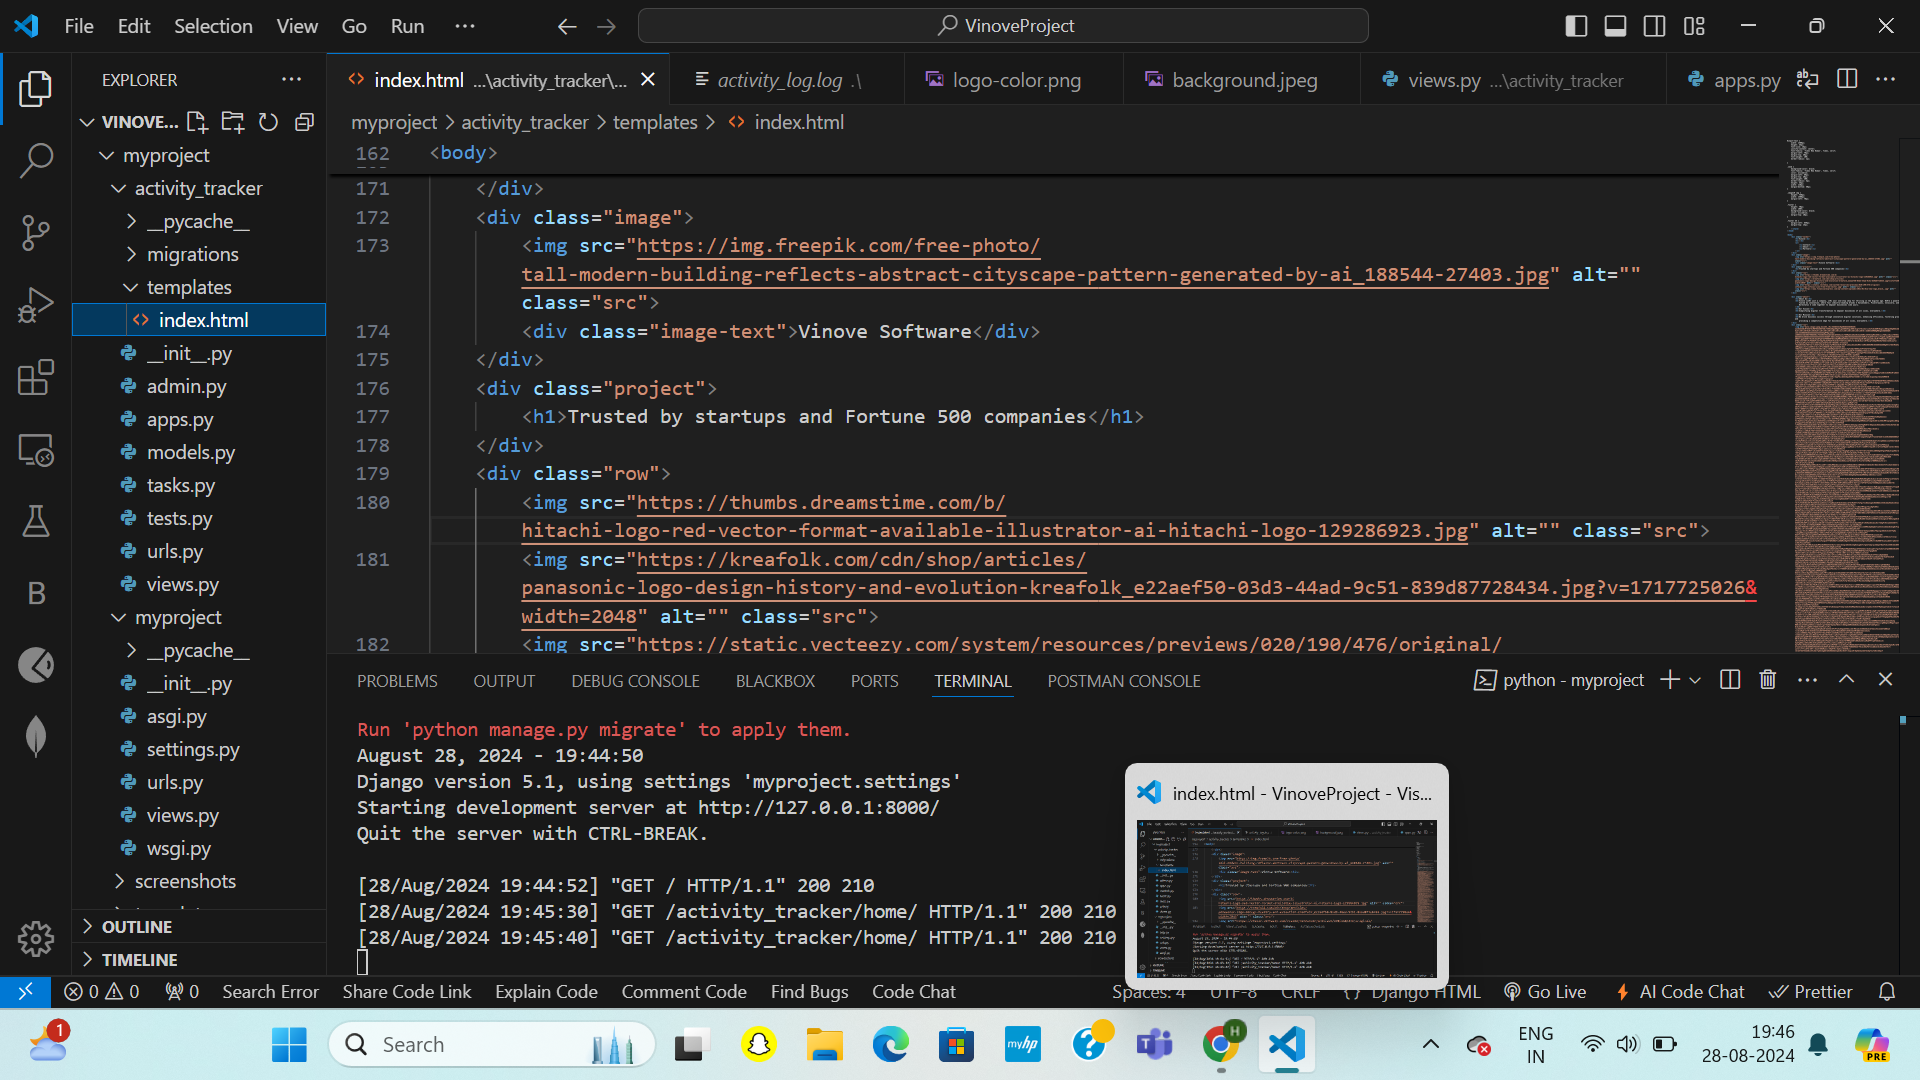 File Edit Selection View Go Run ··· VinoveProject
EXPLORER
index.html ...\activity_tracker\... activity_log.log .\ logo-color.png background.jpeg views.py ...\activity_tracker apps.py
VINOVE...
myproject > activity_tracker > templates > <> index.html
myproject
activity_tracker
__pycache__
migrations
templates
index.html
__init__.py
admin.py
apps.py
models.py
tasks.py
tests.py
urls.py
views.py
myproject
__pycache__
__init__.py
asgi.py
settings.py
urls.py
views.py
wsgi.py
screenshots
OUTLINE
TIMELINE
162 <body>
171 </div>
172 <div class="image">
173 <img src="https://img.freepik.com/free-photo/
tall-modern-building-reflects-abstract-cityscape-pattern-generated-by-ai_188544-27403.jpg" alt=""
class="src">
174 <div class="image-text">Vinove Software</div>
175 </div>
176 <div class="project">
177 <h1>Trusted by startups and Fortune 500 companies</h1>
178 </div>
179 <div class="row">
180 <img src="https://thumbs.dreamstime.com/b/
hitachi-logo-red-vector-format-available-illustrator-ai-hitachi-logo-129286923.jpg" alt="" class="src">
181 <img src="https://kreafolk.com/cdn/shop/articles/
panasonic-logo-design-history-and-evolution-kreafolk_e22aef50-03d3-44ad-9c51-839d87728434.jpg?v=1717725026&
width=2048" alt="" class="src">
182 <img src="https://static.vecteezy.com/system/resources/previews/020/190/476/original/
PROBLEMS OUTPUT DEBUG CONSOLE BLACKBOX PORTS TERMINAL POSTMAN CONSOLE python - myproject
Run 'python manage.py migrate' to apply them.
August 28, 2024 - 19:44:50
Django version 5.1, using settings 'myproject.settings'
Starting development server at http://127.0.0.1:8000/
Quit the server with CTRL-BREAK.
[28/Aug/2024 19:44:52] "GET / HTTP/1.1" 200 210
[28/Aug/2024 19:45:30] "GET /activity_tracker/home/ HTTP/1.1" 200 210
[28/Aug/2024 19:45:40] "GET /activity_tracker/home/ HTTP/1.1" 200 210
index.html - VinoveProject - Vis...
0 0 0 Search Error Share Code Link Explain Code Comment Code Find Bugs Code Chat Spaces: 4 UTF-8 CRLF {} Django HTML Go Live AI Code Chat Prettier
1 Search myhp H ENG
IN
19:46
28-08-2024
PRE